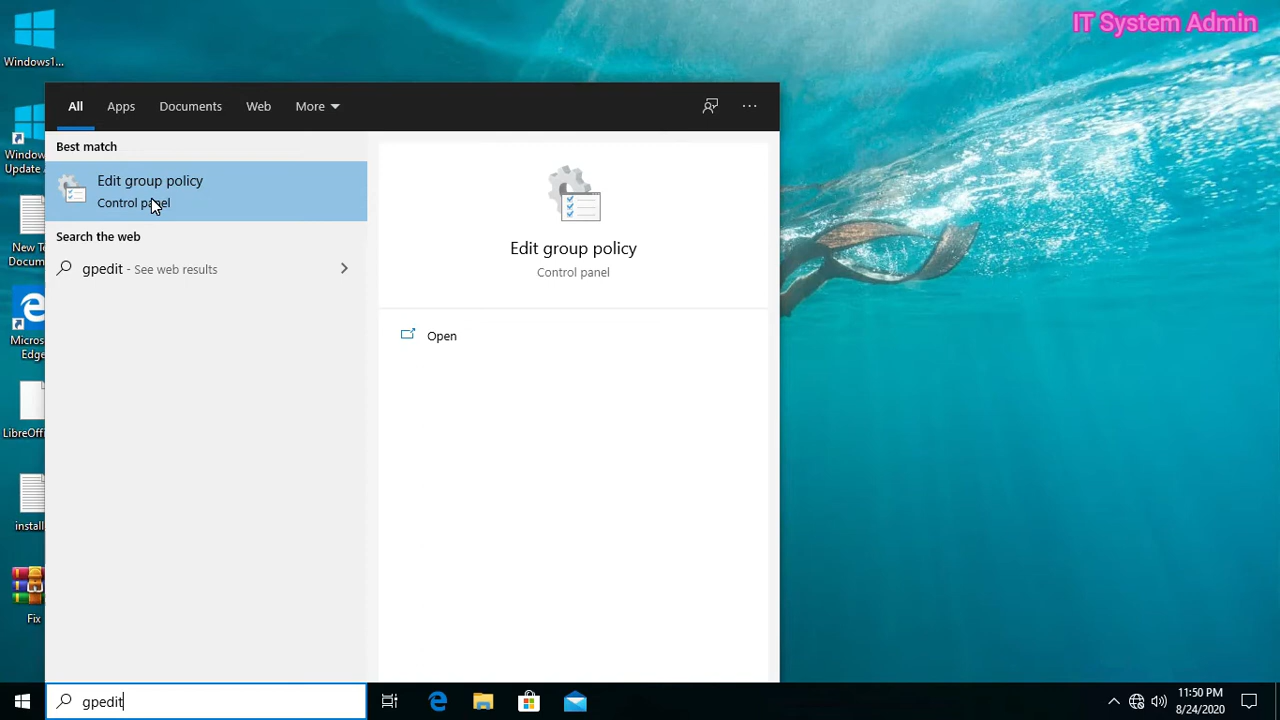 IT System Admin
Windows1...
Update
New Te
Docum
Micros
Edge
LibreOffi
install
Fix
All
Apps
Documents
Web
More
Best match
Edit group policy
Control panel
Search the web
gpedit - See web results
Edit group policy
Control panel
Open
gpedit
11:50 PM
8/24/2020